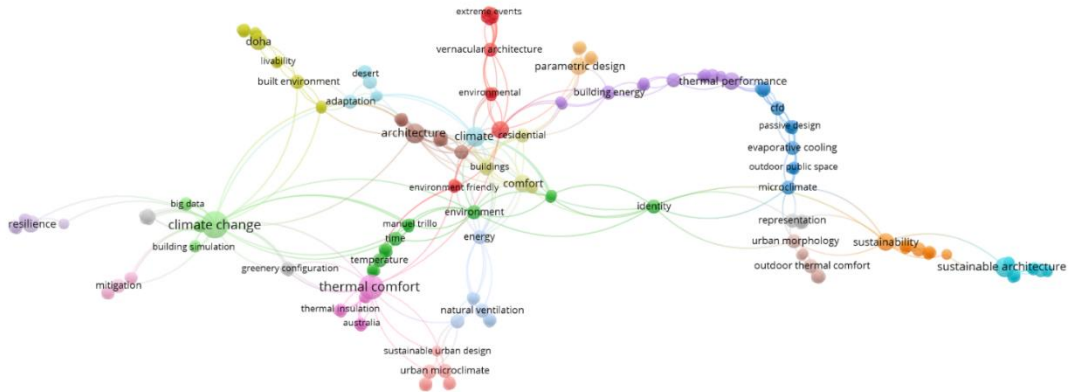 extreme events
doha
vernacular architecture
livability
parametric design
desert
built environment
thermal performance
building energy
environmental
adaptation
cfd
passive design
architecture
climate
residential
evaporative cooling
buildings
outdoor public space
comfort
environment friendly
microclimate
big data
identity
environment
representation
resilience
climate change
manuel trillo
time
energy
urban morphology
sustainability
building simulation
temperature
outdoor thermal comfort
sustainable architecture
greenery configuration
mitigation
thermal comfort
thermal insulation
natural ventilation
australia
sustainable urban design
urban microclimate